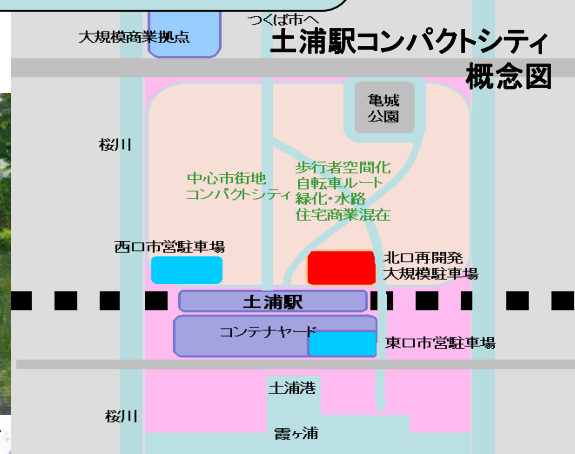 つくば市へ
大規模商業拠点
土浦駅コンパクトシティ
概念図
亀城
公園
桜川
中心市街地
コンパクトシティ
歩行者空間化
自転車ルート
緑化・水路
住宅商業混在
西口市営駐車場
北口再開発
大規模駐車場
土浦駅
コンテナヤード
東口市営駐車場
土浦港
桜川
霞ヶ浦